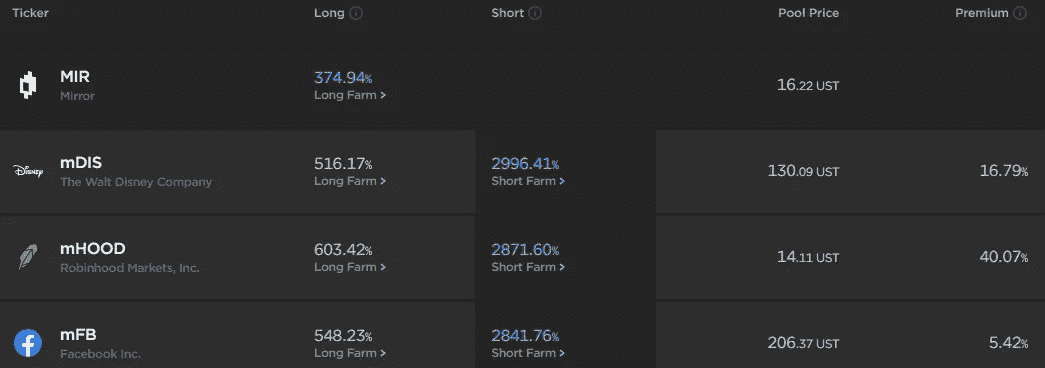 Ticker Long Short Pool Price Premium
MIR 374.94% 16.22 UST
Mirror Long Farm >
mDIS 516.17% 2996.41% 130.09 UST 16.79%
Disney The Walt Disney Company Long Farm > Short Farm >
mHOOD 603.42% 2871.60% 14.11 UST 40.07%
Robinhood Markets, Inc. Long Farm > Short Farm >
mFB 548.23% 2841.76% 206.37 UST 5.42%
Facebook Inc. Long Farm > Short Farm >